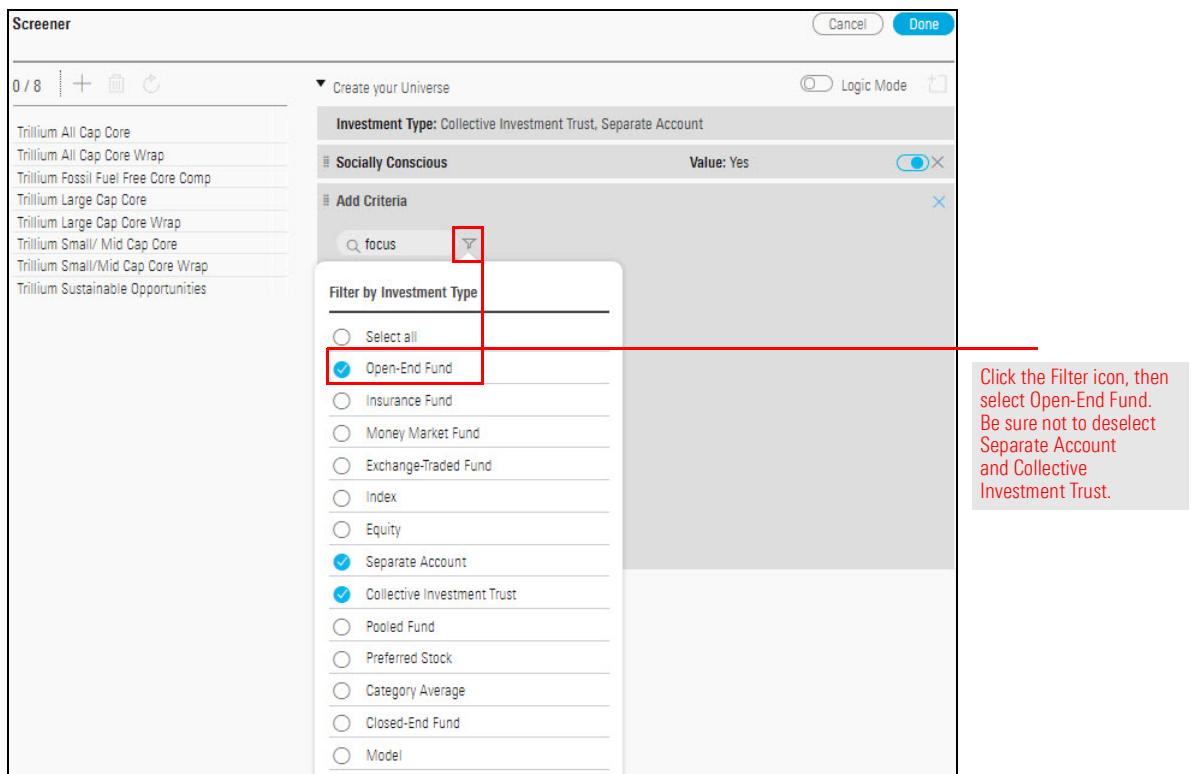 Screener
Cancel
Done
0 / 8
Create your Universe
Logic Mode
Trillium All Cap Core
Trillium All Cap Core Wrap
Trillium Fossil Fuel Free Core Comp
Trillium Large Cap Core
Trillium Large Cap Core Wrap
Trillium Small/ Mid Cap Core
Trillium Small/Mid Cap Core Wrap
Trillium Sustainable Opportunities
Investment Type: Collective Investment Trust, Separate Account
Socially Conscious Value: Yes
Add Criteria
focus
Filter by Investment Type
Select all
Open-End Fund
Insurance Fund
Money Market Fund
Exchange-Traded Fund
Index
Equity
Separate Account
Collective Investment Trust
Pooled Fund
Preferred Stock
Category Average
Closed-End Fund
Model
Click the Filter icon, then
select Open-End Fund.
Be sure not to deselect
Separate Account
and Collective
Investment Trust.